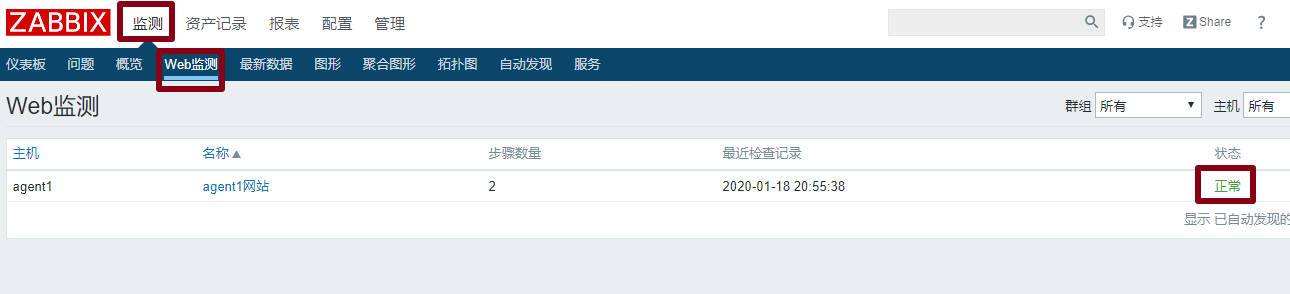 ZABBIX 监测 资产记录 报表 配置 管理 支持 Z Share ?
仪表板 问题 概览 Web监测 最新数据 图形 聚合图形 拓扑图 自动发现 服务
Web监测 群组 所有 主机 所有
主机 名称 步骤数量 最近检查记录 状态
agent1 agent1网站 2 2020-01-18 20:55:38 正常
显示 已自动发现的